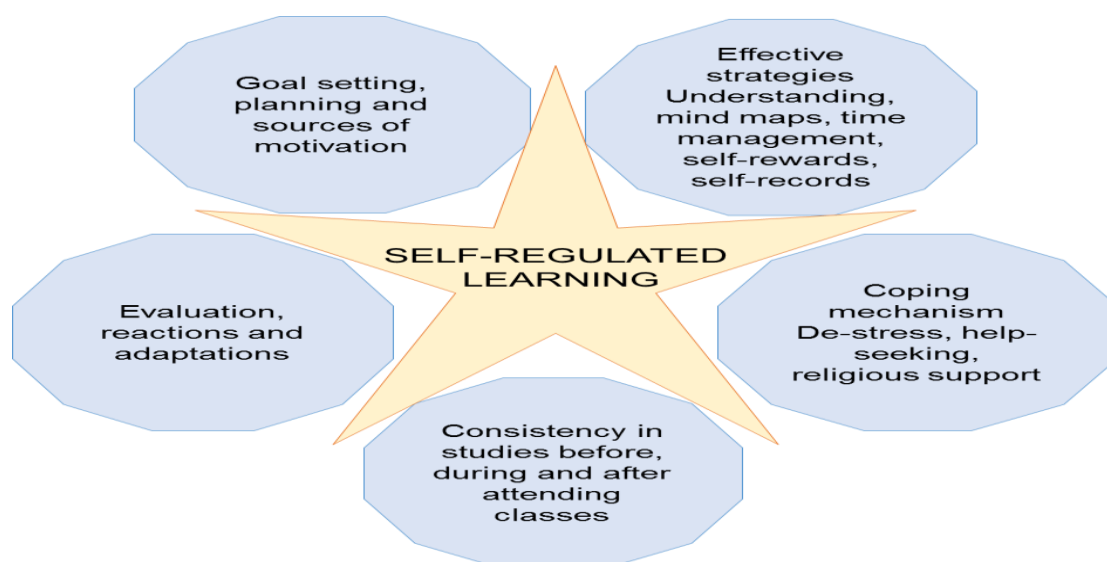 Goal setting,
planning and
sources of
motivation
Effective
strategies
Understanding,
mind maps, time
management,
self-rewards,
self-records
SELF-REGULATED
LEARNING
Evaluation,
reactions and
adaptations
Coping
mechanism
De-stress, help-
seeking,
religious support
Consistency in
studies before,
during and after
attending
classes